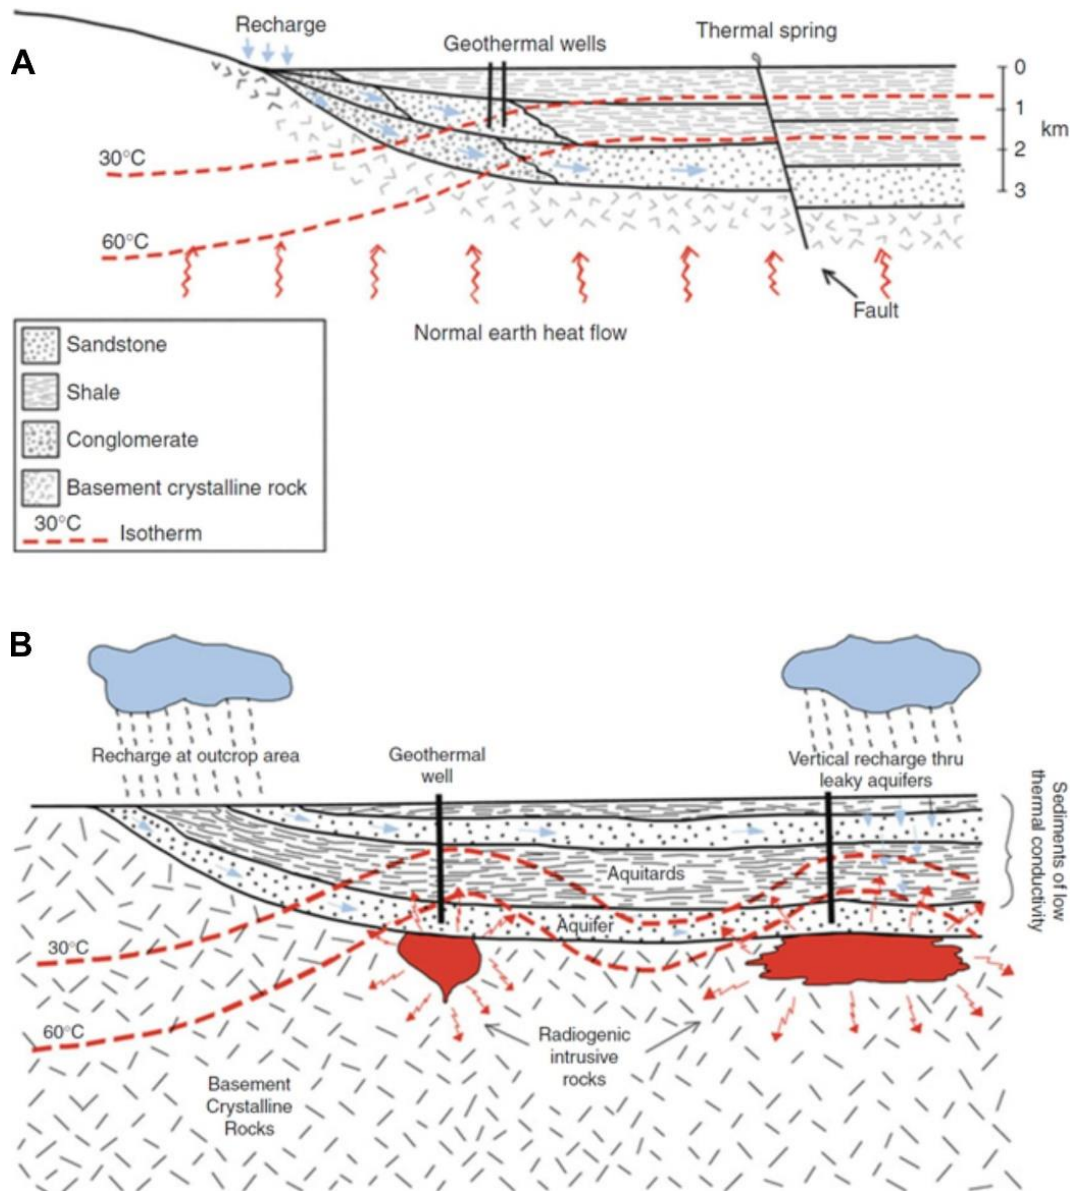 A
Recharge
Geothermal wells
Thermal spring
0
1
km
2
3
30°C
60°C
Fault
Normal earth heat flow
Sandstone
Shale
Conglomerate
Basement crystalline rock
30°C
Isotherm
B
Recharge at outcrop area
Geothermal
well
Vertical recharge thru
leaky aquifers
Sediments of low
thermal conductivity
Aquitards
Aquifer
30°C
60°C
Radiogenic
intrusive
rocks
Basement
Crystalline
Rocks